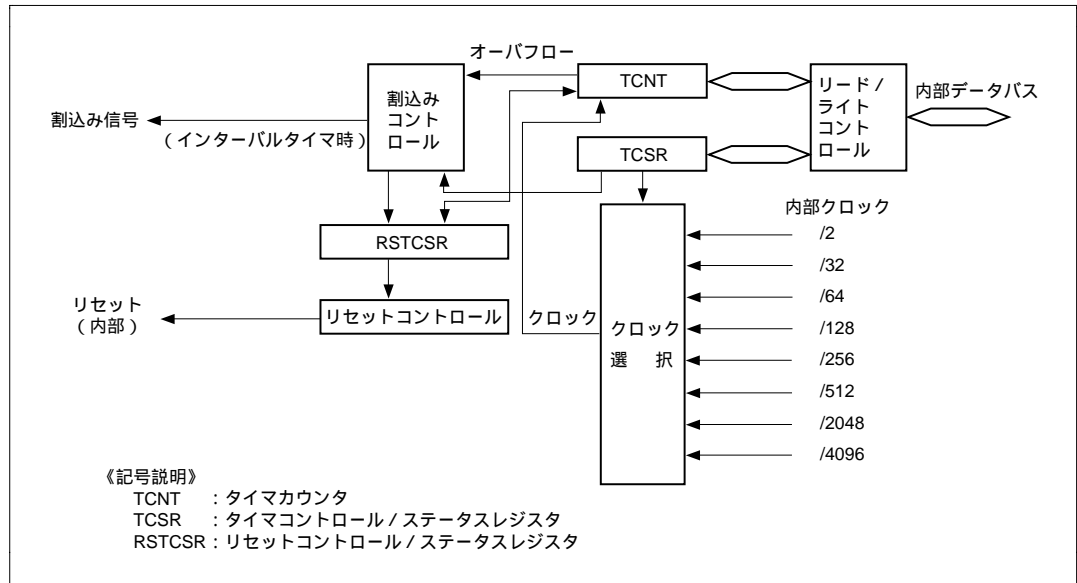 オーバフロー
割込み
コント
ロール
TCNT
リード/
ライト
コント
ロール
内部データバス
割込み信号
(インターバルタイマ時)
TCSR
RSTCSR
内部クロック
/2
/32
/64
/128
/256
/512
/2048
/4096
リセット
(内部)
リセットコントロール
クロック
クロック
選 択
《記号説明》
TCNT :タイマカウンタ
TCSR :タイマコントロール/ステータスレジスタ
RSTCSR:リセットコントロール/ステータスレジスタ